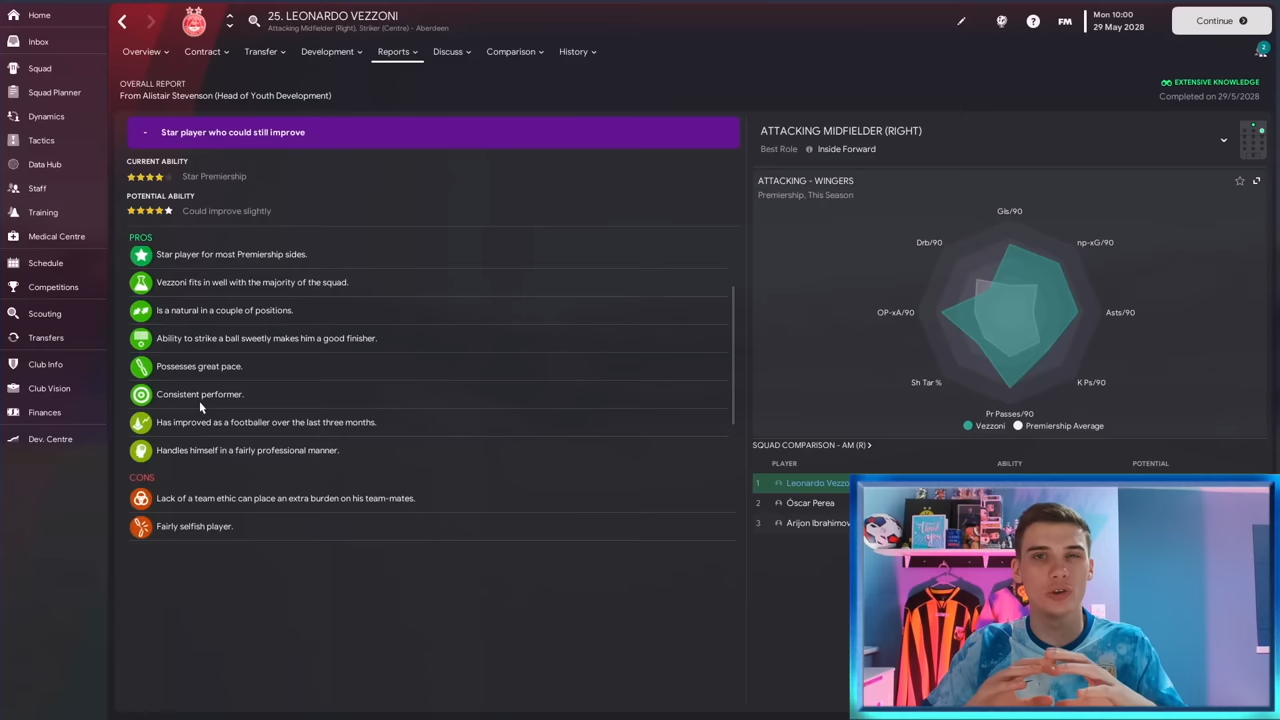 Home
Inbox
Squad
Squad Planner
Dynamics
Tactics
Data Hub
Staff
Training
Medical Centre
Schedule
Competitions
Scouting
Transfers
Club Info
Club Vision
Finances
Dev. Centre
25. LEONARDO VEZZONI
Attacking Midfielder (Right), Striker (Centre) - Aberdeen
FM
Mon 10:00
29 May 2028
Continue
Overview
Contract
Transfer
Development
Reports
Discuss
Comparison
History
2
OVERALL REPORT
From Alistair Stevenson (Head of Youth Development)
EXTENSIVE KNOWLEDGE
Completed on 29/5/2028
- Star player who could still improve
CURRENT ABILITY
Star Premiership
POTENTIAL ABILITY
Could improve slightly
PROS
Star player for most Premiership sides.
Vezzoni fits in well with the majority of the squad.
Is a natural in a couple of positions.
Ability to strike a ball sweetly makes him a good finisher.
Possesses great pace.
Consistent performer.
Has improved as a footballer over the last three months.
Handles himself in a fairly professional manner.
CONS
Lack of a team ethic can place an extra burden on his team-mates.
Fairly selfish player.
ATTACKING MIDFIELDER (RIGHT)
Best Role Inside Forward
ATTACKING - WINGERS
Premiership, This Season
Gls/90
Drb/90
np-xG/90
OP-xA/90
Asts/90
Sh Tar %
K Ps/90
Pr Passes/90
Vezzoni
Premiership Average
SQUAD COMPARISON - AM (R)
PLAYER ABILITY POTENTIAL
1 Leonardo Vezzo
2 Óscar Perea
3 Arijon Ibrahimov